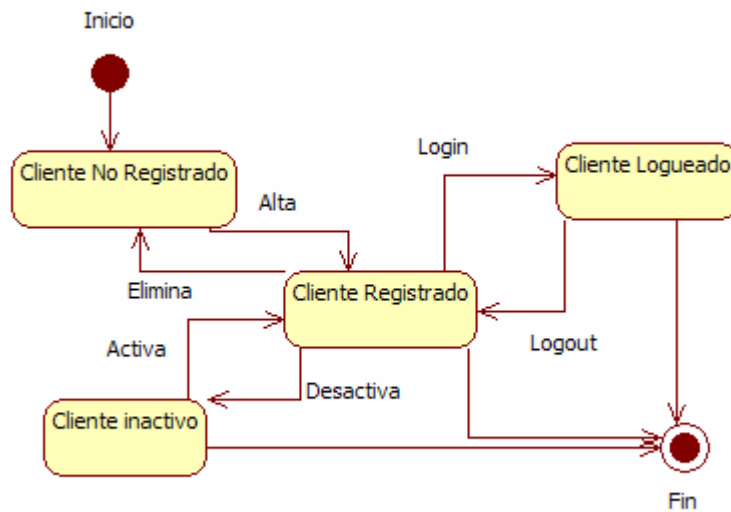 Inicio
Cliente No Registrado
Login
Cliente Logueado
Alta
Elimina
Cliente Registrado
Activa
Logout
Desactiva
Cliente inactivo
Fin